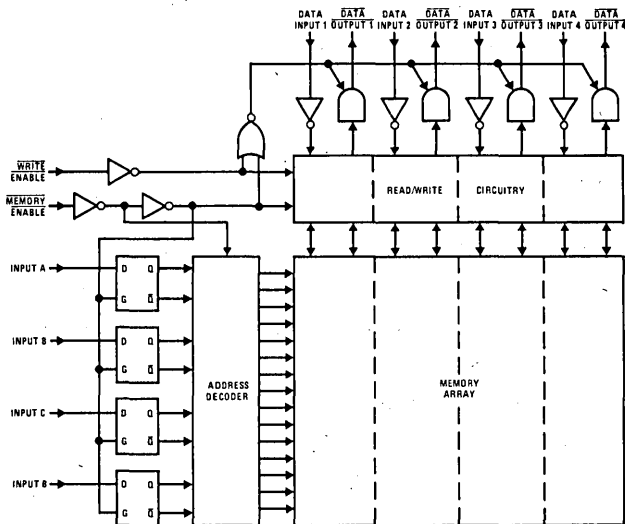 DATA INPUT 1
DATA OUTPUT 1
DATA INPUT 2
DATA OUTPUT 2
DATA INPUT 3
DATA OUTPUT 3
DATA INPUT 4
DATA OUTPUT 4
WRITE
ENABLE
MEMORY
ENABLE
READ/WRITE CIRCUITRY
INPUT A
D Q
G Q
INPUT B
D Q
G Q
INPUT C
D Q
G Q
INPUT B
D Q
G Q
ADDRESS
DECODER
MEMORY
ARRAY